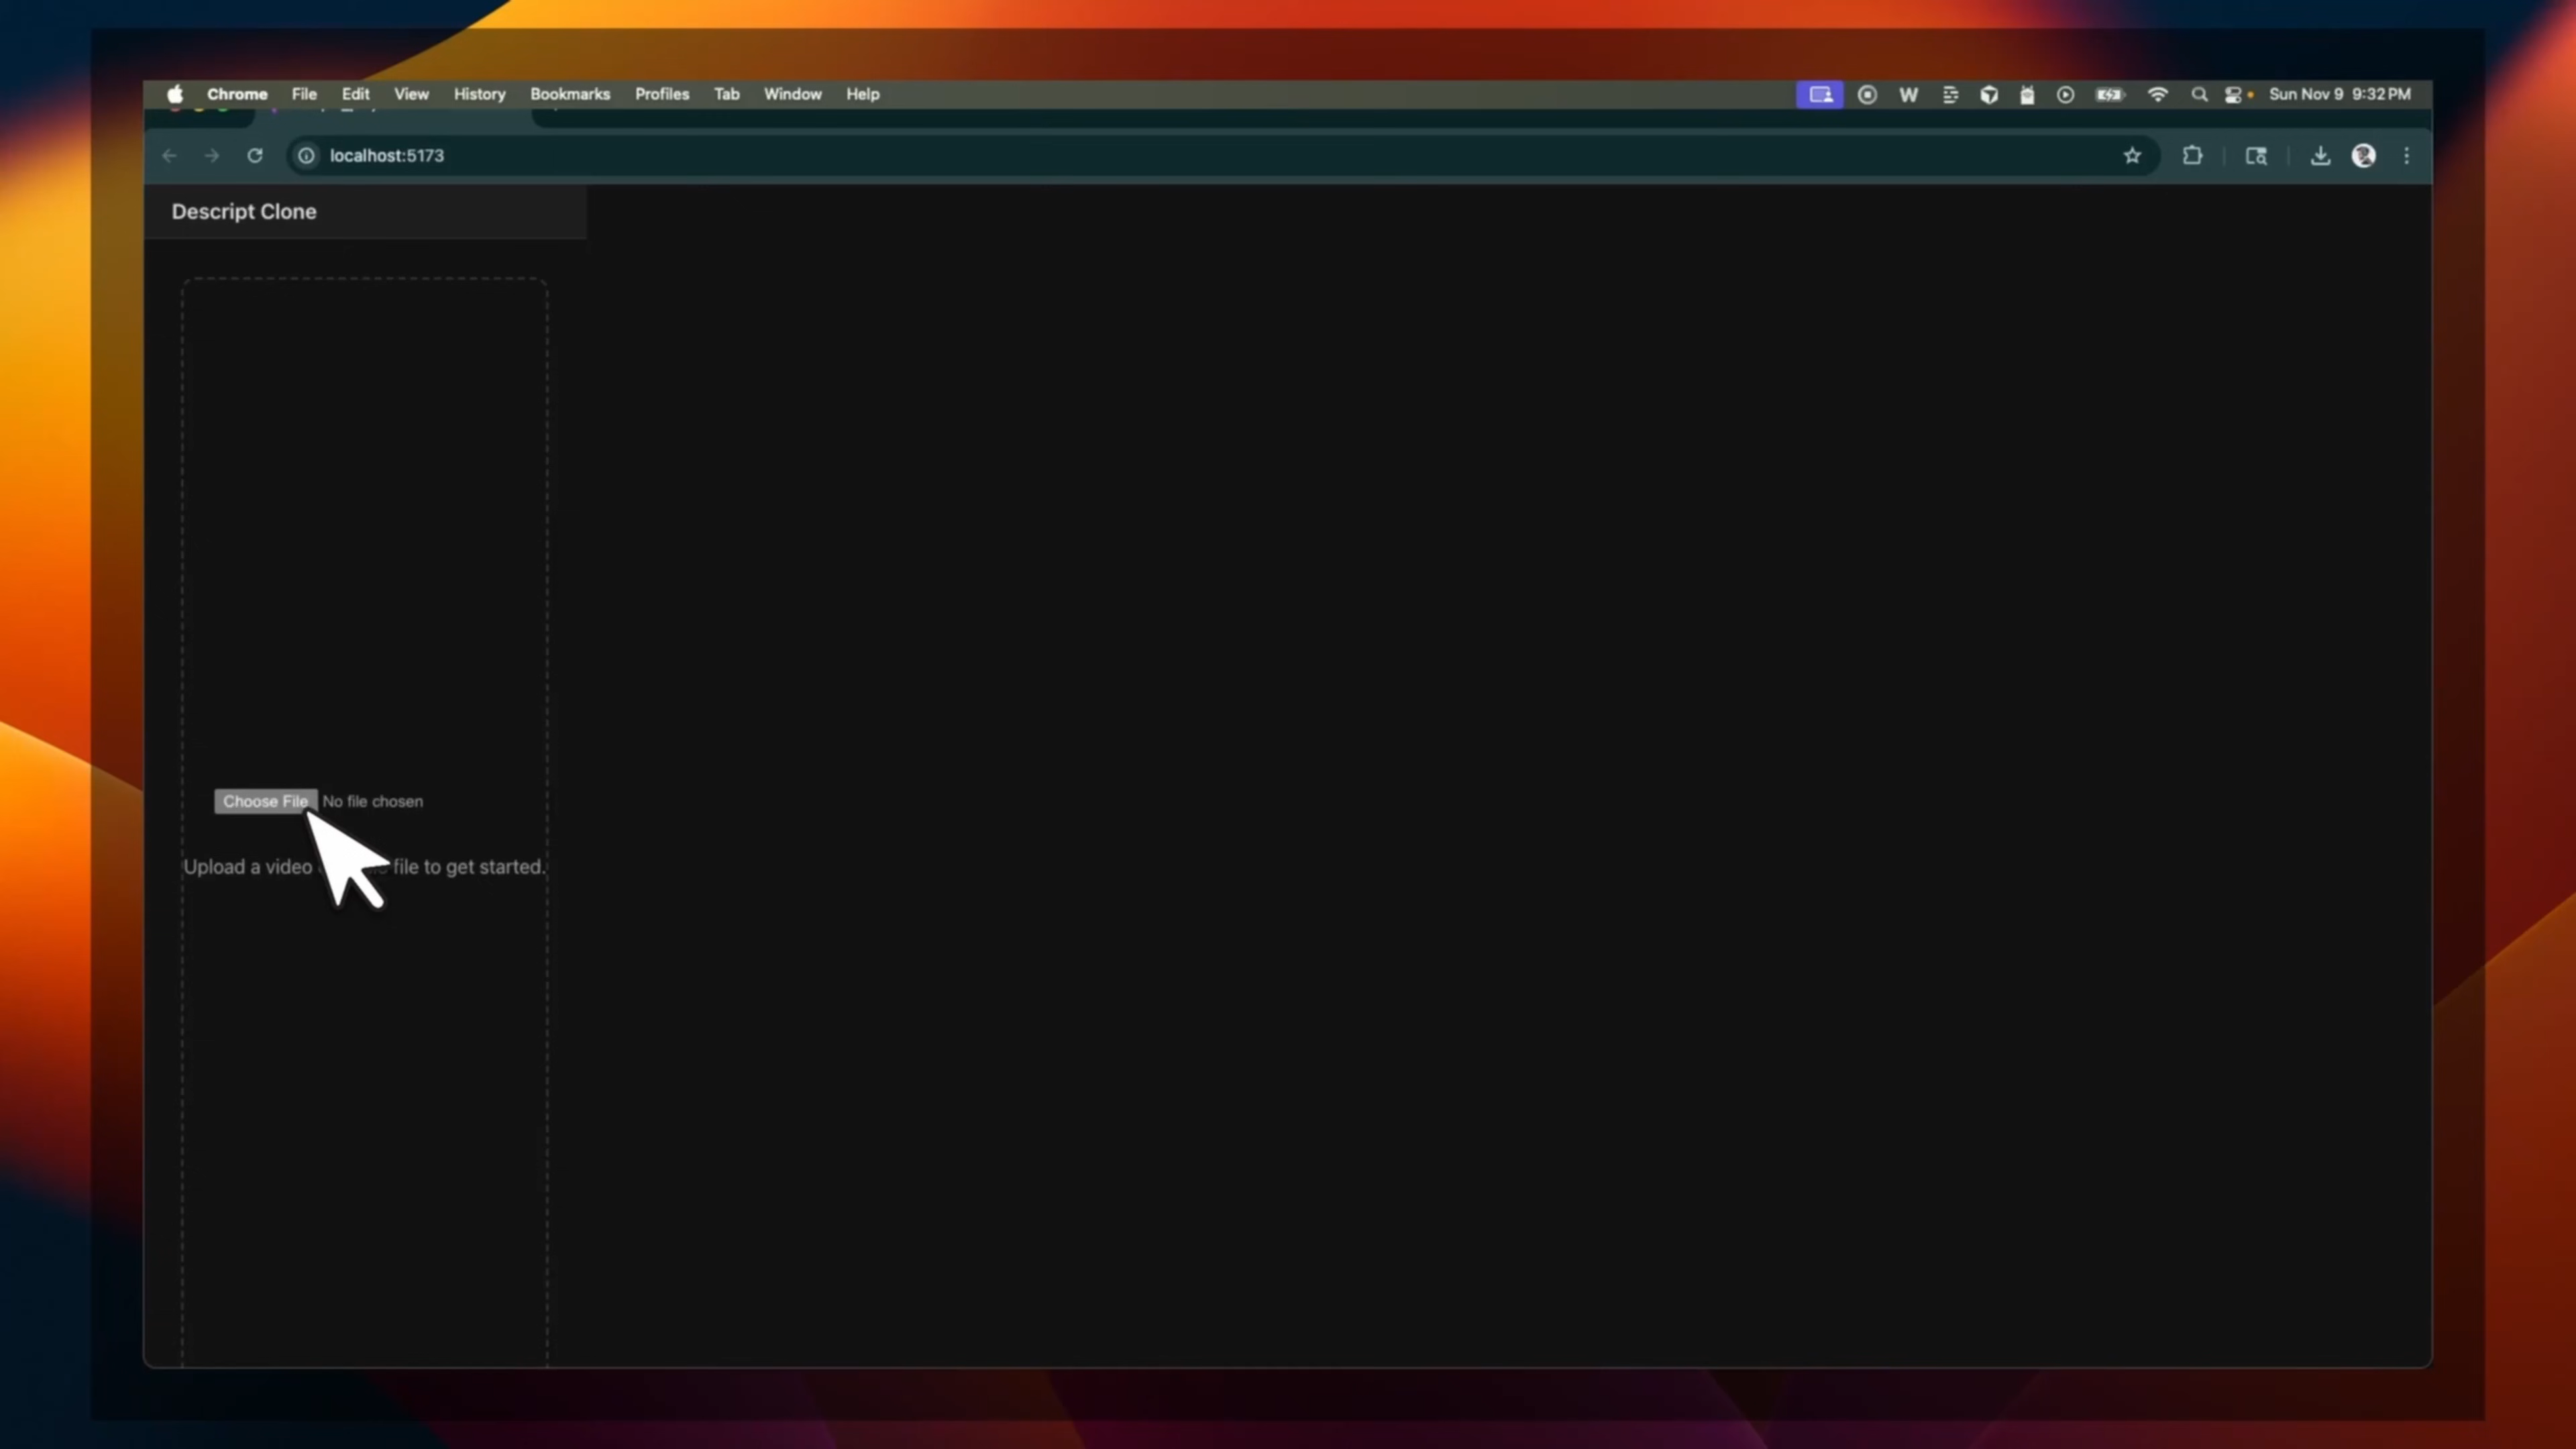 Chrome File Edit View History Bookmarks Profiles Tab Window Help W Sun Nov 9 9:32 PM
localhost:5173
Descript Clone
Choose File No file chosen
Upload a video file to get started.